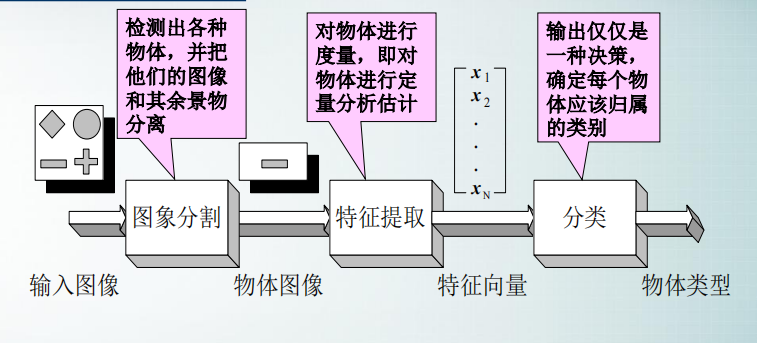 检测出各种
物体，并把
他们的图像
和其余景物
分离
对物体进行
度量，即对
物体进行定
量分析估计
x1
x2
.
.
.
xN
输出仅仅是
一种决策，
确定每个物
体应该归属
的类别
图象分割
特征提取
分类
输入图像
物体图像
特征向量
物体类型